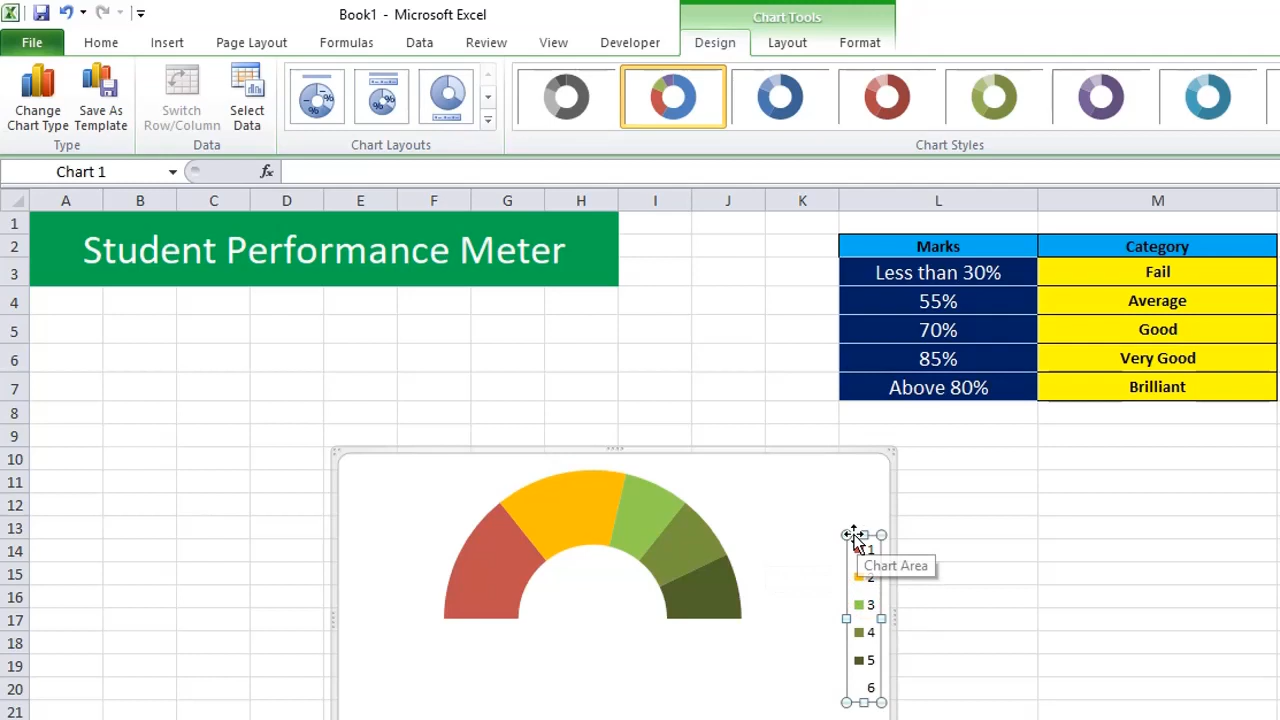 Book1 - Microsoft Excel
Chart Tools
File Home Insert Page Layout Formulas Data Review View Developer Design Layout Format
Change Chart Type
Save As Template
Switch Row/Column
Select Data
Type
Data
Chart Layouts
Chart Styles
Chart 1
fx
A B C D E F G H I J K L M
1
Student Performance Meter
2 Marks Category
3 Less than 30% Fail
4 55% Average
5 70% Good
6 85% Very Good
7 Above 80% Brilliant
8
9
10
11
12
13
14
15
16
17
18
19
20
21
1
Chart Area
2
3
4
5
6